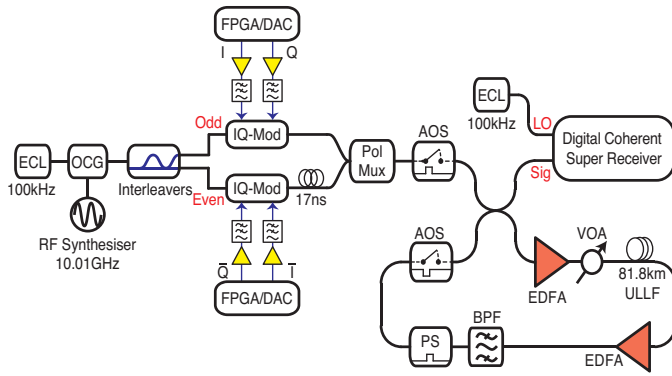 FPGA/DAC
I
Q
Odd
IQ-Mod
ECL
100kHz
OCG
Interleavers
RF Synthesiser
10.01GHz
Even
IQ-Mod
17ns
Q̅
I̅
FPGA/DAC
Pol
Mux
AOS
ECL
100kHz
LO
Sig
Digital Coherent
Super Receiver
AOS
EDFA
VOA
81.8km
ULLF
PS
BPF
EDFA